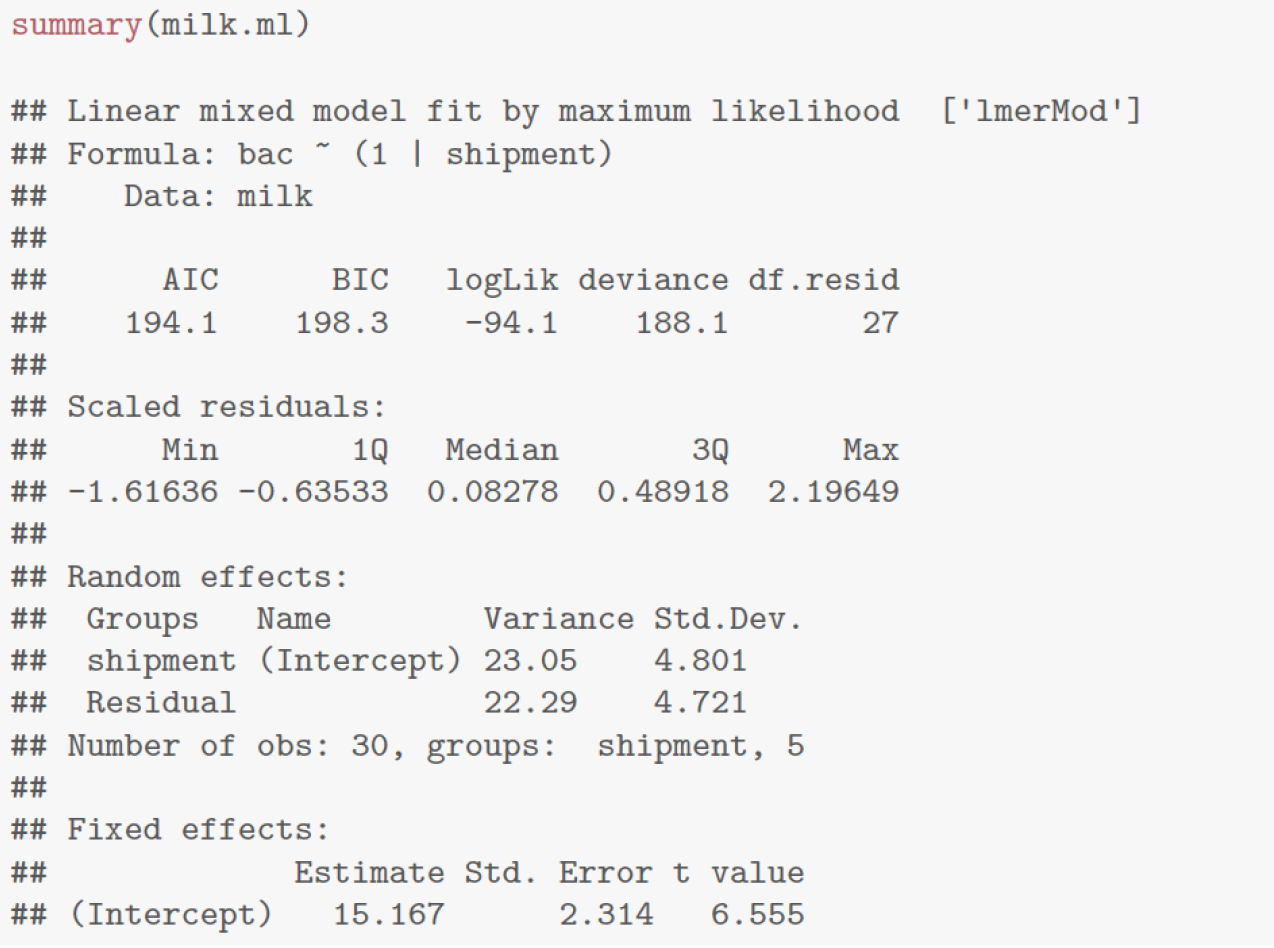 summary(milk.ml)
## Linear mixed model fit by maximum likelihood  ['lmerMod']
## Formula: bac ~ (1 | shipment)
##    Data: milk
##
##      AIC      BIC   logLik deviance df.resid
##    194.1    198.3    -94.1    188.1       27
##
## Scaled residuals:
##      Min       1Q   Median       3Q      Max
## -1.61636 -0.63533  0.08278  0.48918  2.19649
##
## Random effects:
##  Groups   Name        Variance Std.Dev.
##  shipment (Intercept) 23.05    4.801
##  Residual             22.29    4.721
## Number of obs: 30, groups:  shipment, 5
##
## Fixed effects:
##             Estimate Std. Error t value
## (Intercept)   15.167      2.314   6.555